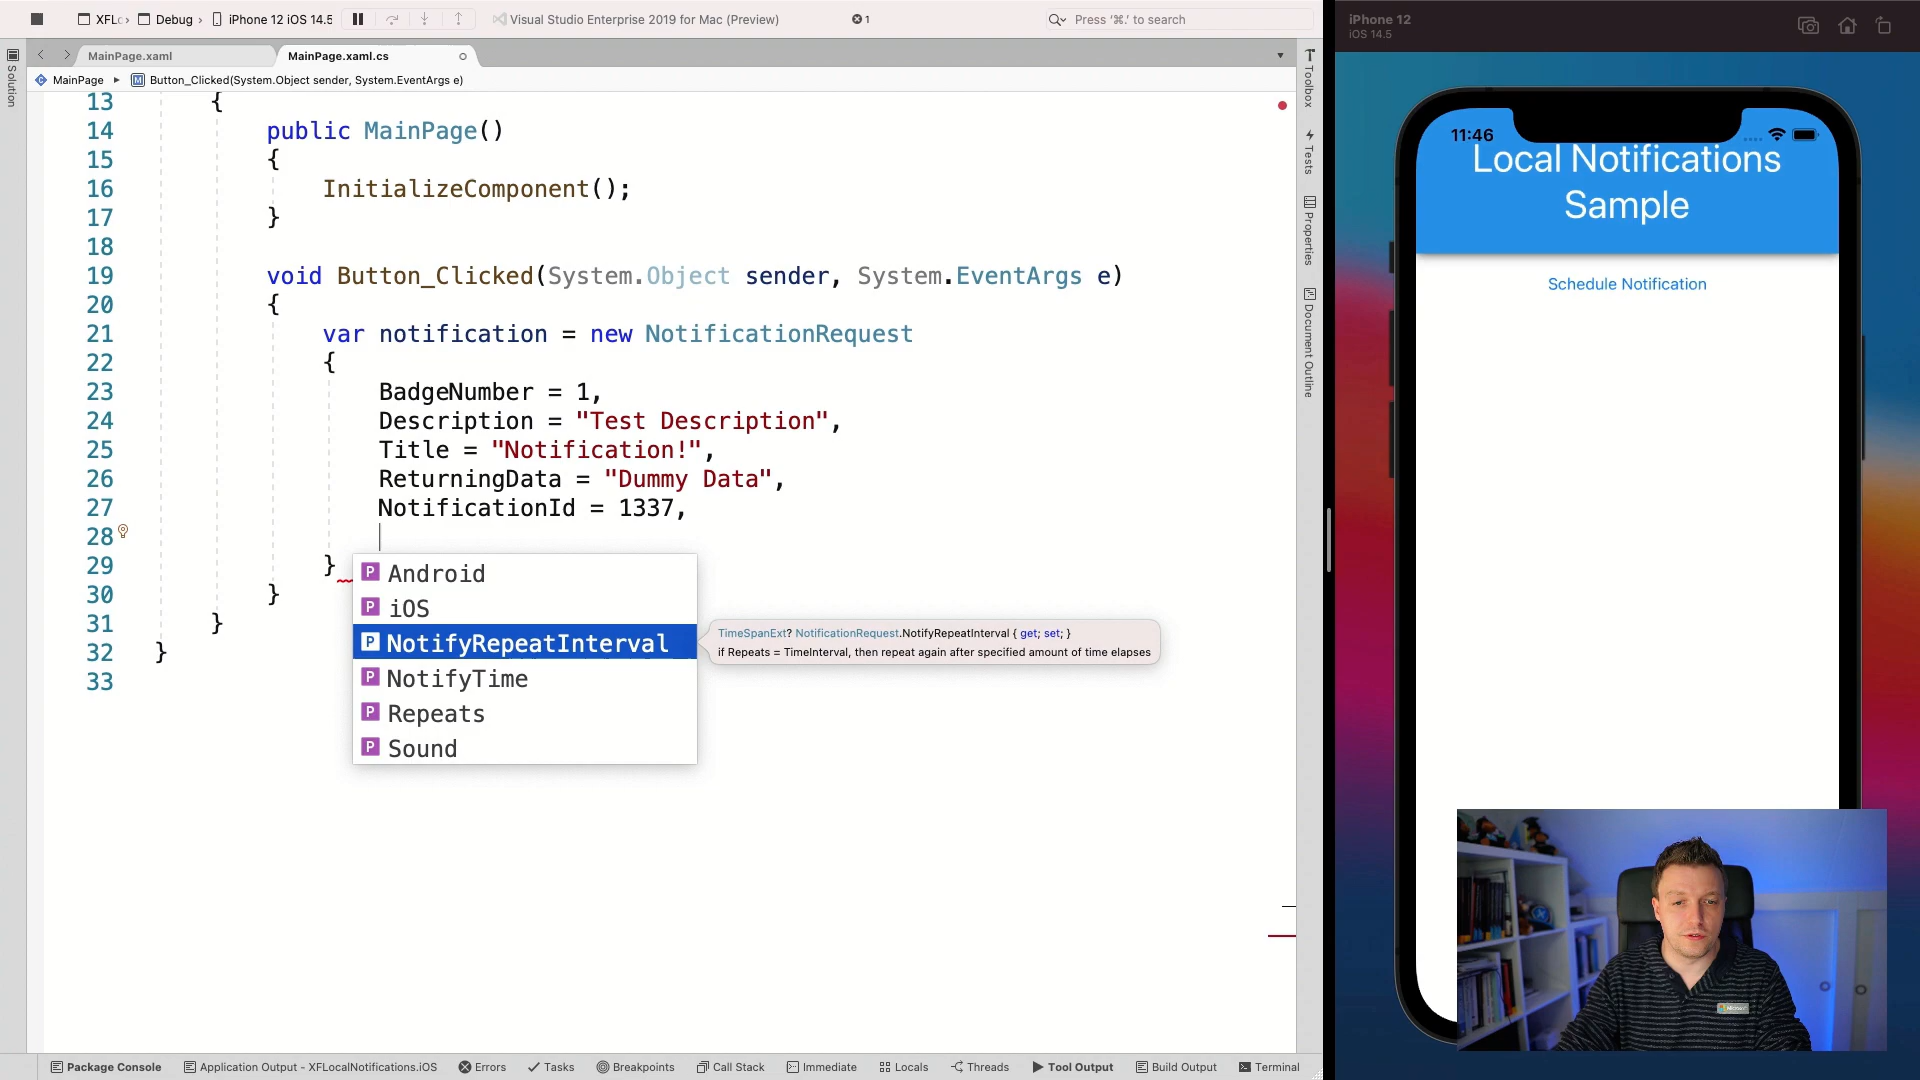 XFLo
Debug
iPhone 12 iOS 14.5
Visual Studio Enterprise 2019 for Mac (Preview)
1
Press '⌘.' to search
MainPage.xaml
MainPage.xaml.cs
MainPage
Button_Clicked(System.Object sender, System.EventArgs e)
Solution
13 {
14 public MainPage()
15 {
16 InitializeComponent();
17 }
18
19 void Button_Clicked(System.Object sender, System.EventArgs e)
20 {
21 var notification = new NotificationRequest
22 {
23 BadgeNumber = 1,
24 Description = "Test Description",
25 Title = "Notification!",
26 ReturningData = "Dummy Data",
27 NotificationId = 1337,
28
29 }
30 }
31 }
32 }
33
P Android
P iOS
P NotifyRepeatInterval
P NotifyTime
P Repeats
P Sound
TimeSpanExt? NotificationRequest.NotifyRepeatInterval { get; set; }
if Repeats = TimeInterval, then repeat again after specified amount of time elapses
Toolbox
Tests
Properties
Document Outline
Package Console
Application Output - XFLocalNotifications.iOS
Errors
Tasks
Breakpoints
Call Stack
Immediate
Locals
Threads
Tool Output
Build Output
Terminal
iPhone 12
iOS 14.5
11:46
Local Notifications
Sample
Schedule Notification